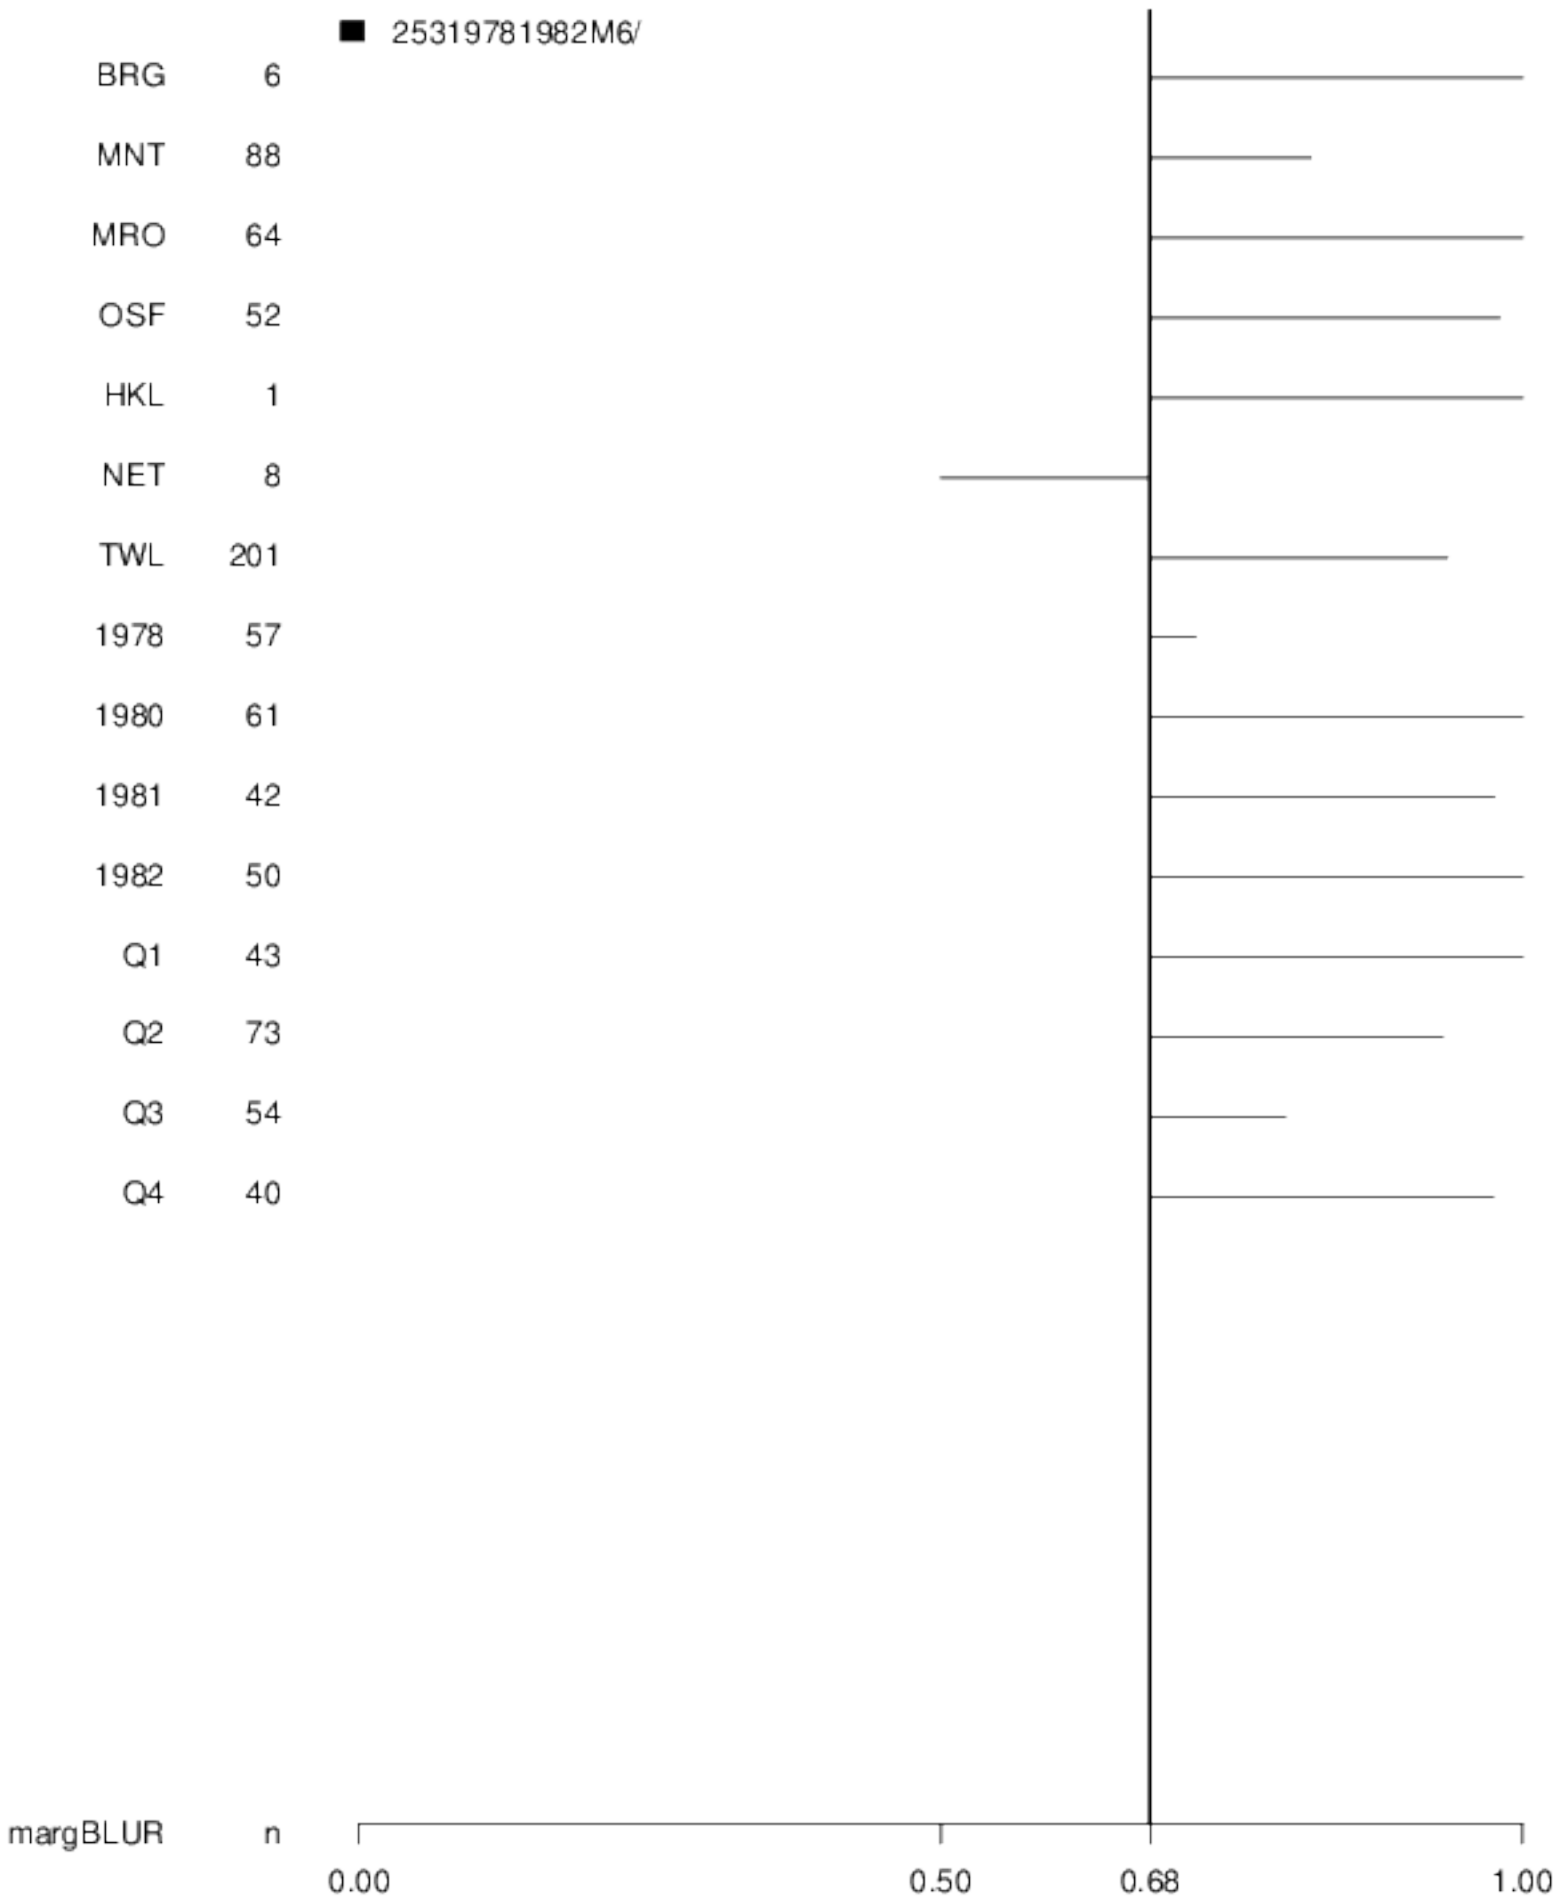 25319781982M6/
BRG 6
MNT 88
MRO 64
OSF 52
HKL 1
NET 8
TWL 201
1978 57
1980 61
1981 42
1982 50
Q1 43
Q2 73
Q3 54
Q4 40
margBLUR n
0.00 0.50 0.68 1.00